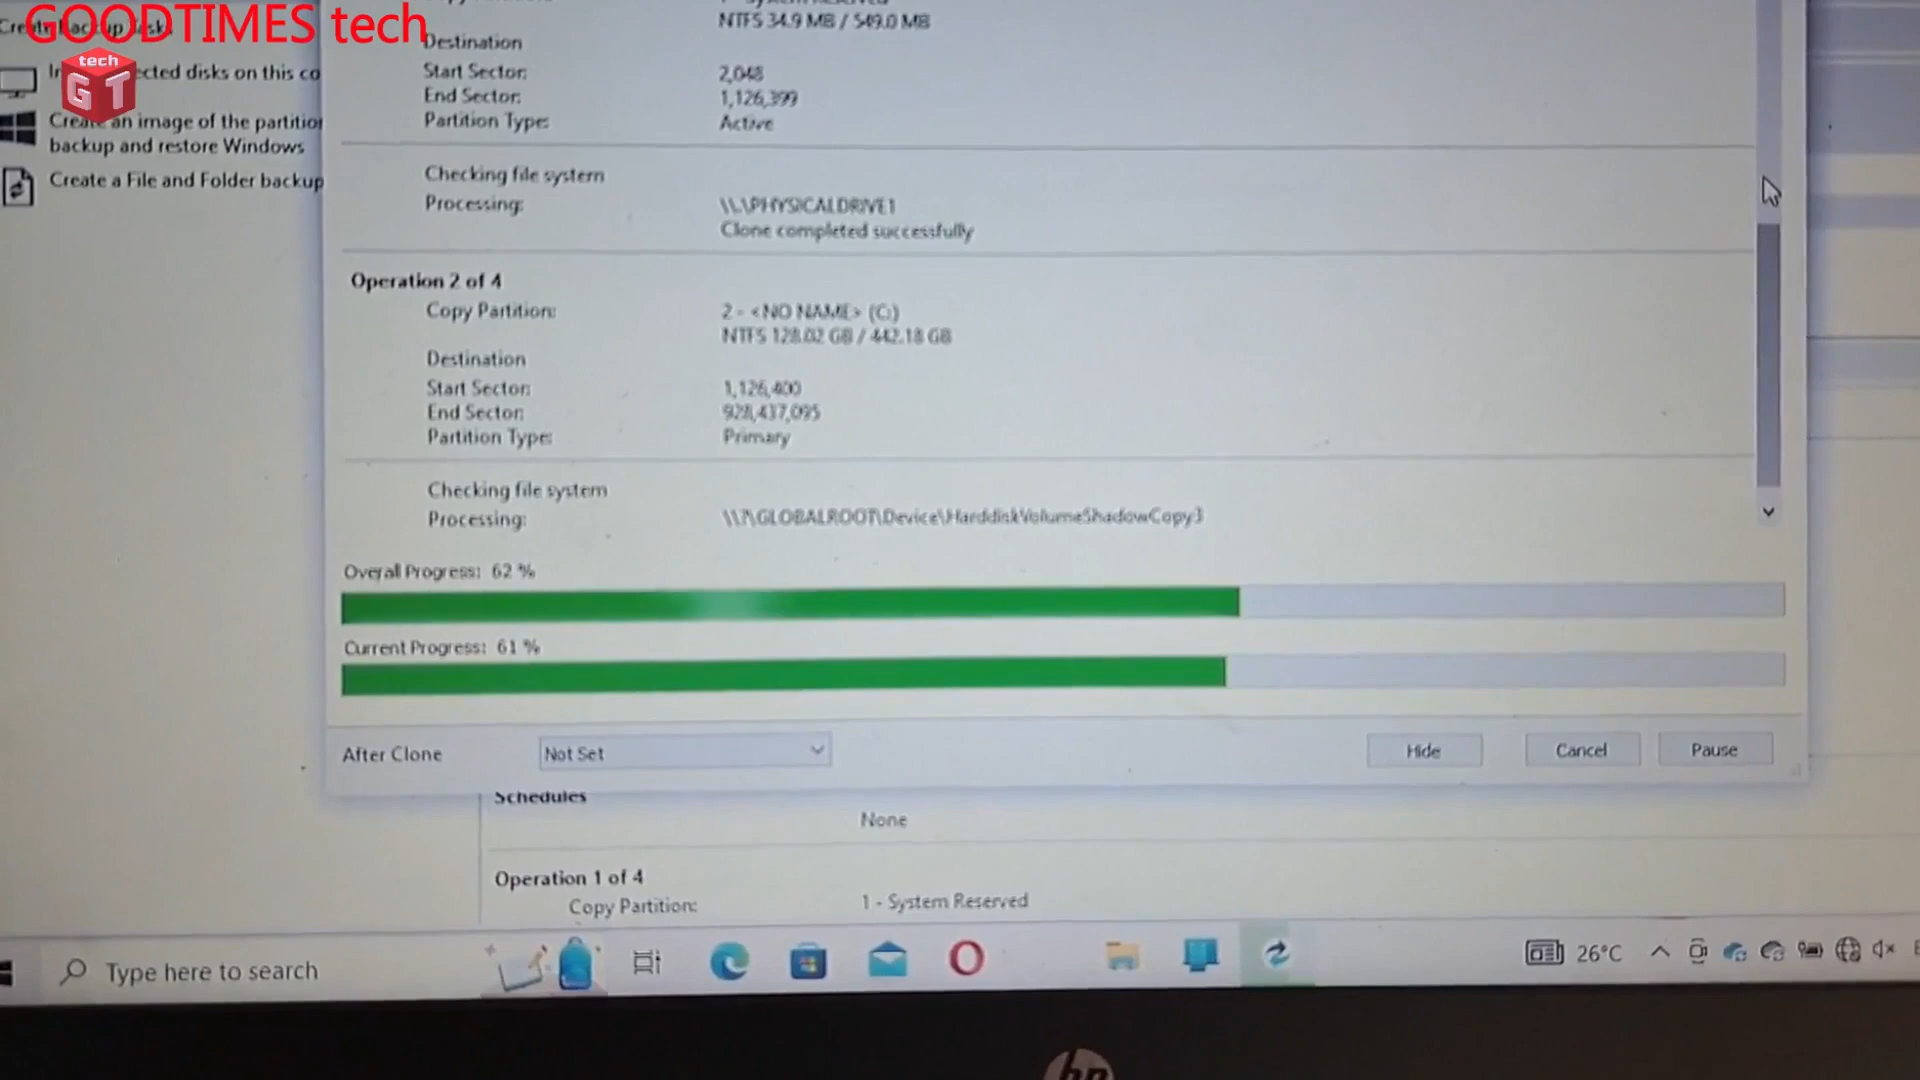 GOODTIMES tech
tech
GT
NTFS 34.9 MB / 549.0 MB
Destination
Start Sector: 2,048
End Sector: 1,126,399
Partition Type: Active
Checking file system
Processing: \\.\PHYSICALDRIVE1
Clone completed successfully
Operation 2 of 4
Copy Partition: 2 - <NO NAME> (C:)
NTFS 128.02 GB / 442.18 GB
Destination
Start Sector: 1,126,400
End Sector: 928,437,095
Partition Type: Primary
Checking file system
Processing: \\?\GLOBALROOT\Device\HarddiskVolumeShadowCopy3
Overall Progress: 62 %
Current Progress: 61 %
After Clone Not Set Hide Cancel Pause
disks on this co
Create an image of the partition
backup and restore Windows
Create a File and Folder backup
Schedules
None
Operation 1 of 4
Copy Partition: 1 - System Reserved
Type here to search
26°C
hp